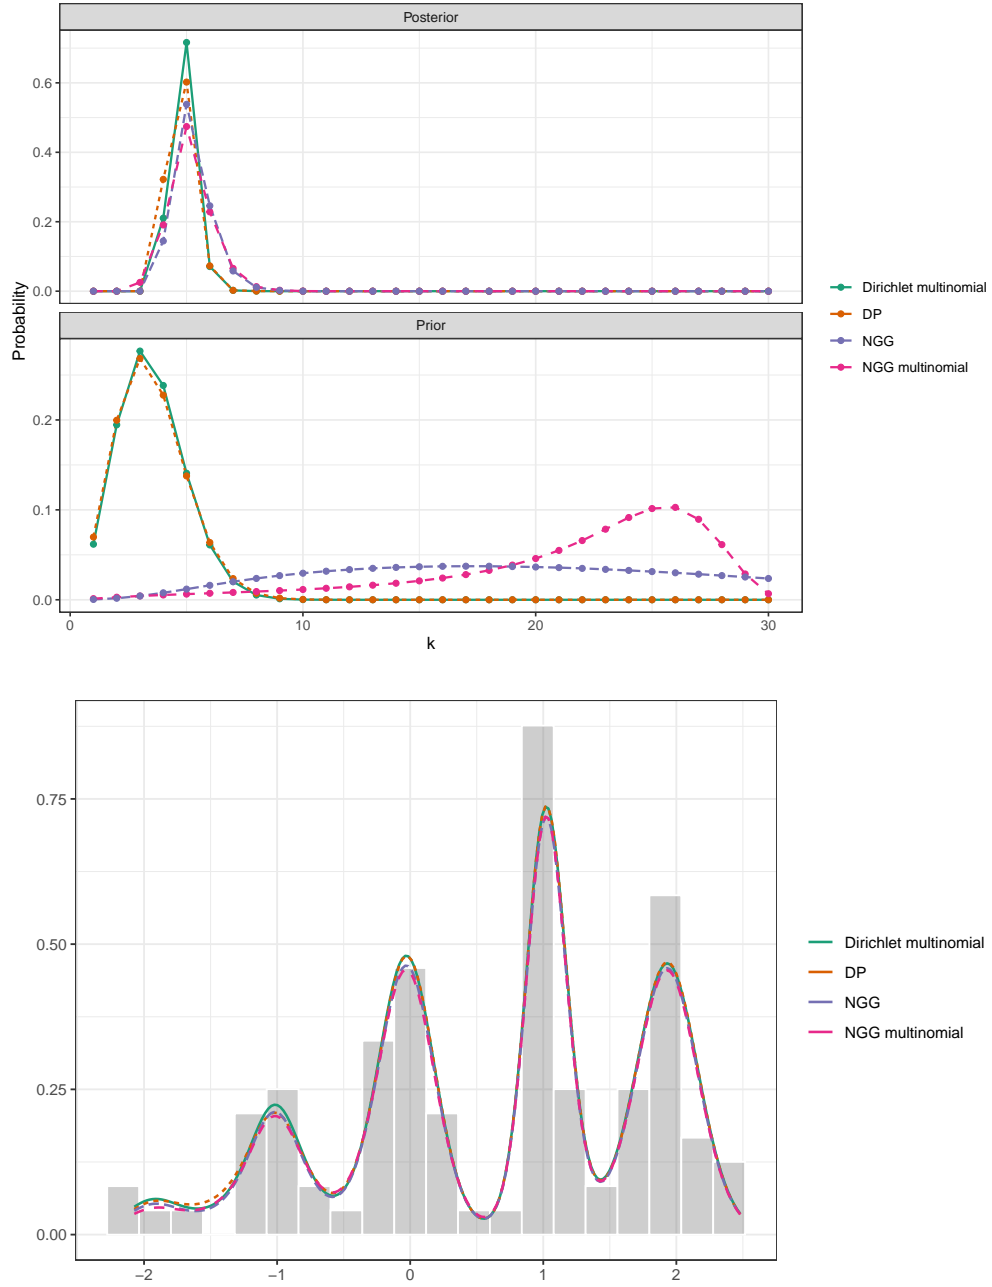 Posterior
0.6
0.4
0.2
0.0
Probability
Prior
0.2
0.1
0.0
0 10 20 30
k
Dirichlet multinomial
DP
NGG
NGG multinomial
0.75
0.50
0.25
0.00
−2 −1 0 1 2
Dirichlet multinomial
DP
NGG
NGG multinomial